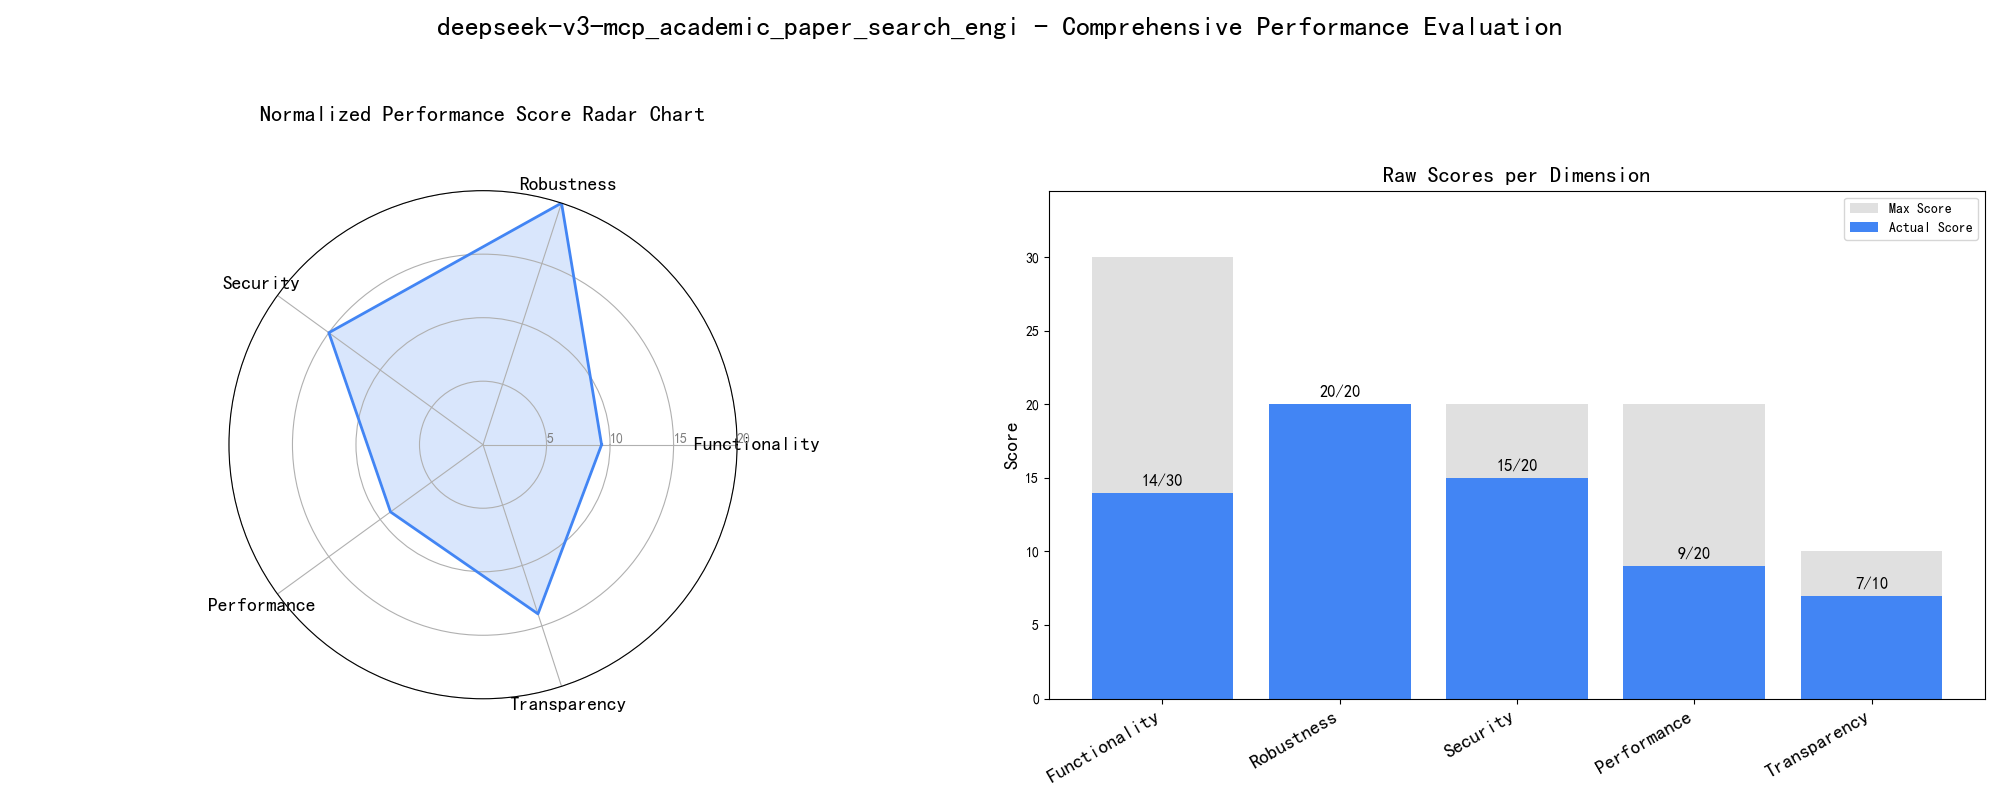 deepseek-v3-mcp_academic_paper_search_engi - Comprehensive Performance Evaluation
Normalized Performance Score Radar Chart
Robustness
Security
5
10
15
20
Functionality
Performance
Transparency
Raw Scores per Dimension
Max Score
Actual Score
Score
30
25
20
15
10
5
0
14/30
20/20
15/20
9/20
7/10
Functionality
Robustness
Security
Performance
Transparency